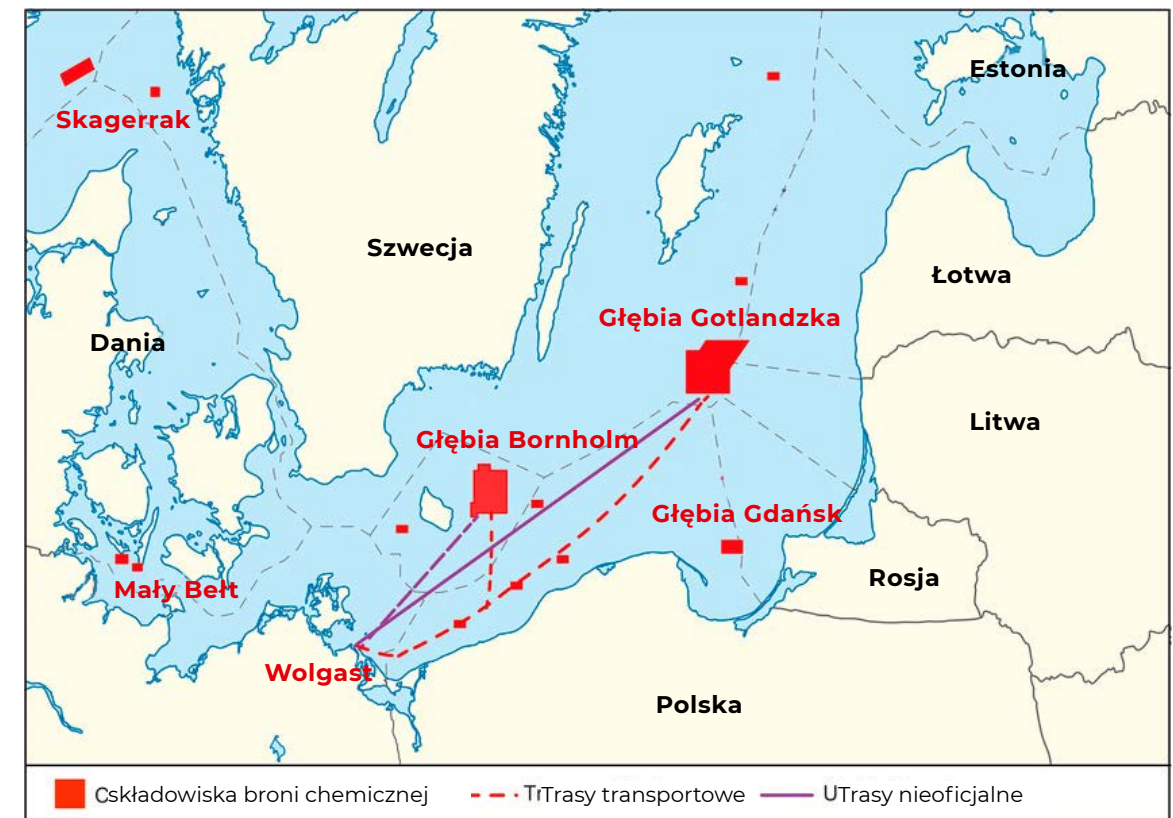 Estonia
Skagerrak
Szwecja
Łotwa
Głębia Gotlandzka
Dania
Litwa
Głębia Bornholm
Głębia Gdańsk
Rosja
Mały Bełt
Wolgast
Polska
Cskładowiska broni chemicznej TrTrasy transportowe UTrasy nieoficjalne